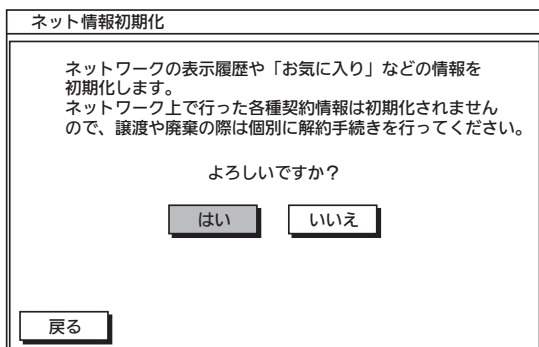 ネット情報初期化
ネットワークの表示履歴や「お気に入り」などの情報を
初期化します。
ネットワーク上で行った各種契約情報は初期化されません
ので、譲渡や廃棄の際は個別に解約手続きを行ってください。
よろしいですか？
はい いいえ
戻る